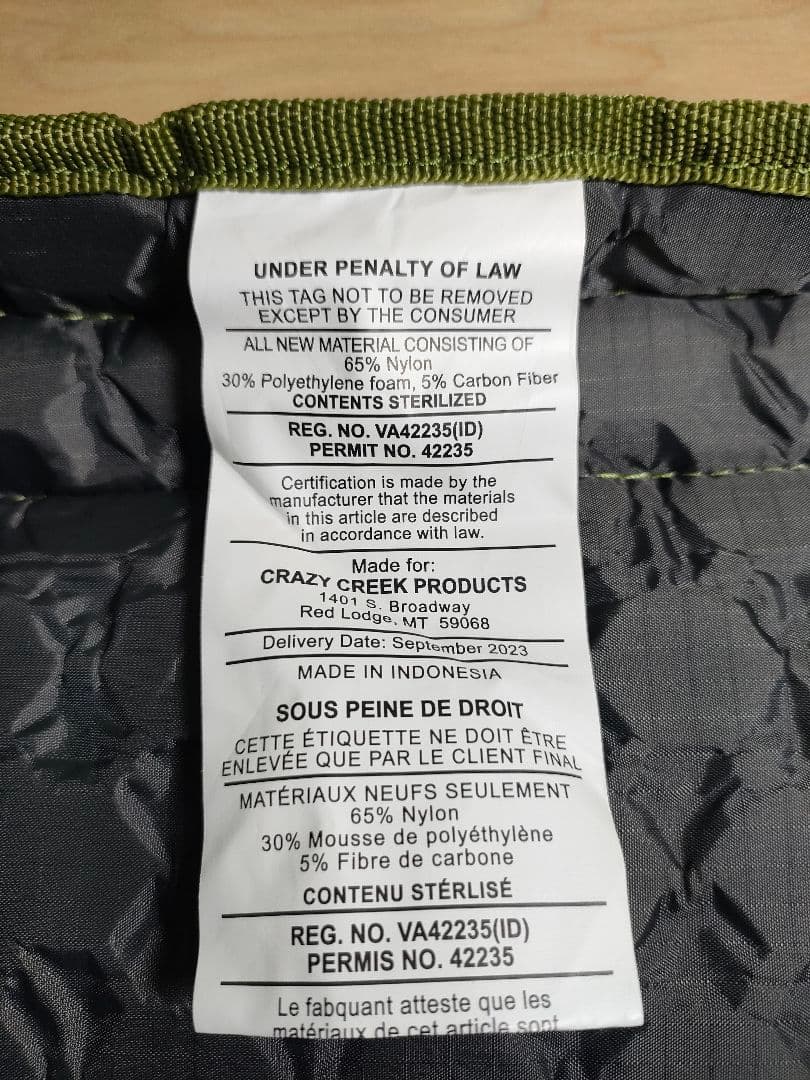 UNDER PENALTY OF LAW
THIS TAG NOT TO BE REMOVED
EXCEPT BY THE CONSUMER
ALL NEW MATERIAL CONSISTING OF
65% Nylon
30% Polyethylene foam, 5% Carbon Fiber
CONTENTS STERILIZED
REG. NO. VA42235(ID)
PERMIT NO. 42235
Certification is made by the
manufacturer that the materials
in this article are described
in accordance with law.
Made for:
CRAZY CREEK PRODUCTS
1401 S. Broadway
Red Lodge, MT 59068
Delivery Date: September 2023
MADE IN INDONESIA
SOUS PEINE DE DROIT
CETTE ÉTIQUETTE NE DOIT ÊTRE
ENLEVÉE QUE PAR LE CLIENT FINAL
MATÉRIAUX NEUFS SEULEMENT
65% Nylon
30% Mousse de polyéthylène
5% Fibre de carbone
CONTENU STÉRLISÉ
REG. NO. VA42235(ID)
PERMIS NO. 42235
Le fabquant atteste que les
matériaux de cet article sont